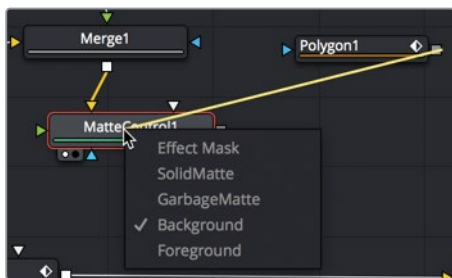 Merge1
Polygon1
MatteControl1
Effect Mask
SolidMatte
GarbageMatte
Background
Foreground